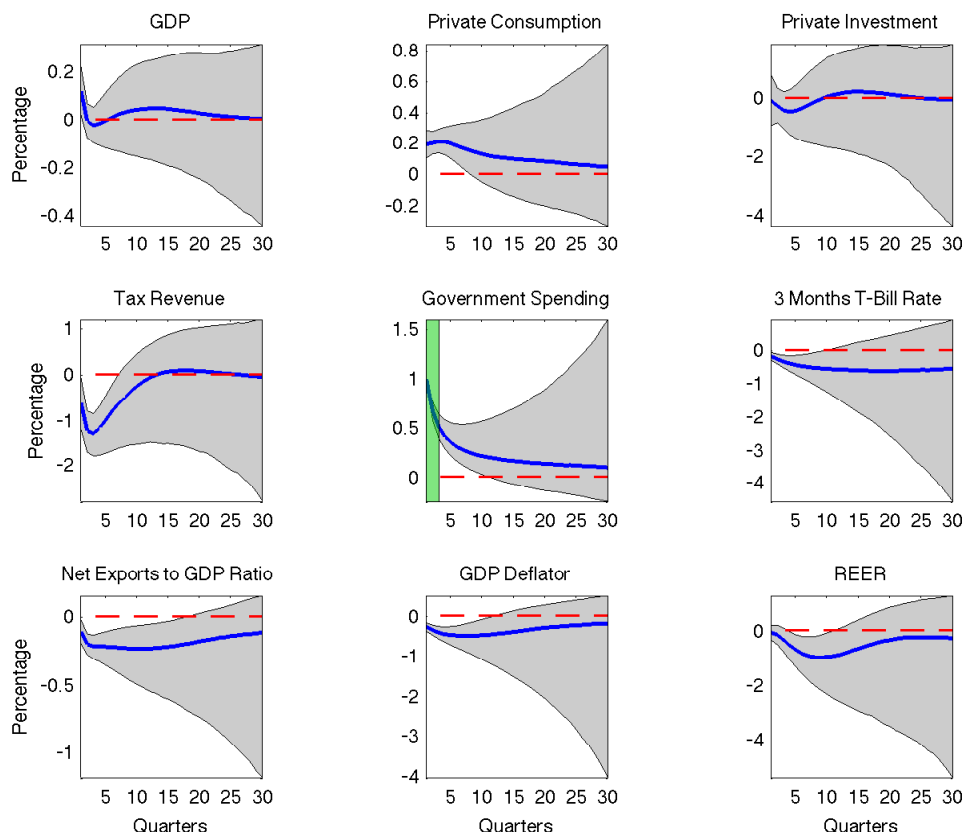 GDP
Private Consumption
Private Investment
Percentage
0.2
0
-0.2
-0.4
5 10 15 20 25 30
0.8
0.6
0.4
0.2
0
-0.2
5 10 15 20 25 30
0
-2
-4
5 10 15 20 25 30
Tax Revenue
Government Spending
3 Months T-Bill Rate
Percentage
1
0
-1
-2
5 10 15 20 25 30
1.5
1
0.5
0
5 10 15 20 25 30
0
-1
-2
-3
-4
5 10 15 20 25 30
Net Exports to GDP Ratio
GDP Deflator
REER
Percentage
0
-0.5
-1
5 10 15 20 25 30
Quarters
0
-1
-2
-3
-4
5 10 15 20 25 30
Quarters
0
-2
-4
5 10 15 20 25 30
Quarters